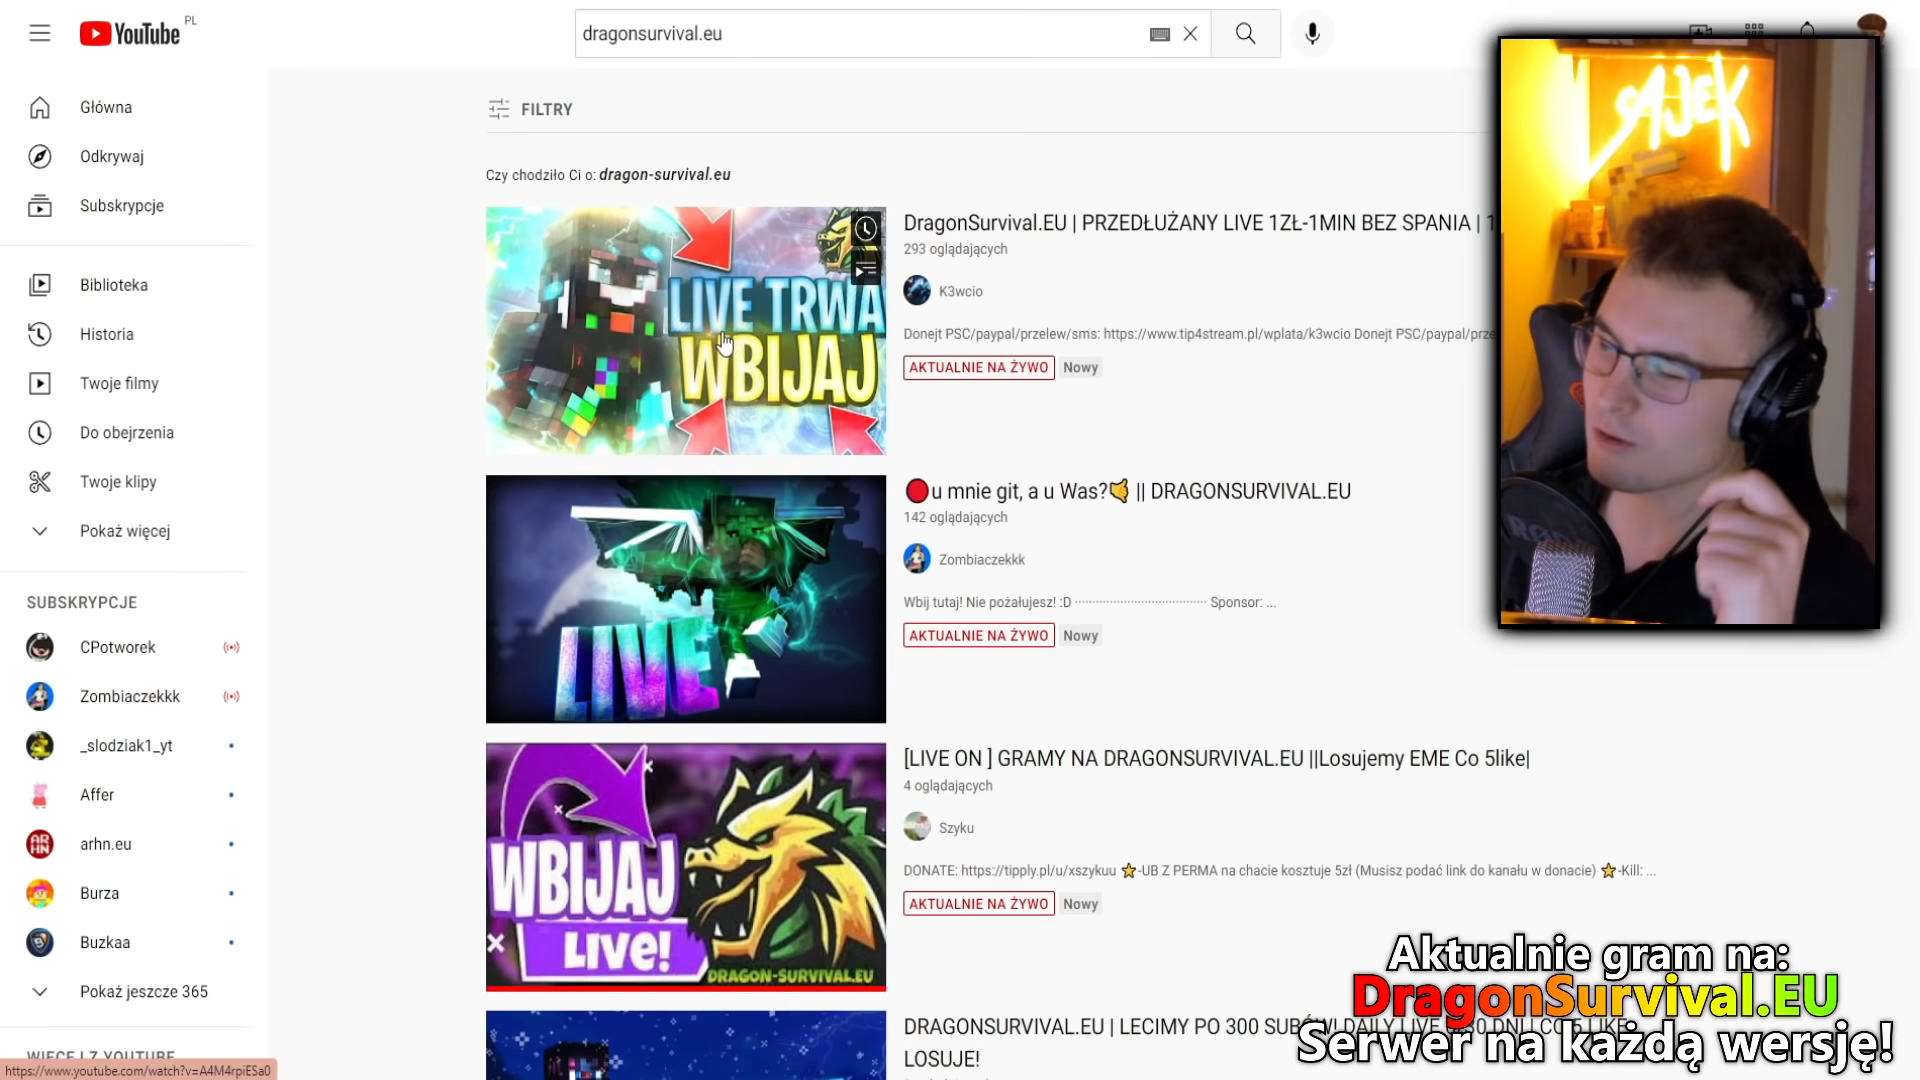 YouTube PL
dragonsurvival.eu
Główna
Odkrywaj
Subskrypcje
Biblioteka
Historia
Twoje filmy
Do obejrzenia
Twoje klipy
Pokaż więcej
SUBSKRYPCJE
CPotworek
Zombiaczekkk
_slodziak1_yt
Affer
ARHN
arhn.eu
Burza
Buzkaa
Pokaż jeszcze 365
WIĘCEJ Z YOUTUBE
https://www.youtube.com/watch?v=A4M4rpiESa0
FILTRY
Czy chodziło Ci o: dragon-survival.eu
LIVE TRWA
WBIJAJ
DragonSurvival.EU | PRZEDŁUŻANY LIVE 1ZŁ-1MIN BEZ SPANIA | 1
293 oglądających
K3wcio
Donejt PSC/paypal/przelew/sms: https://www.tip4stream.pl/wplata/k3wcio Donejt PSC/paypal/prze
AKTUALNIE NA ŻYWO Nowy
LIVE
u mnie git, a u Was? || DRAGONSURVIVAL.EU
142 oglądających
Zombiaczekkk
Wbij tutaj! Nie pożałujesz! :D ··································· Sponsor: ...
AKTUALNIE NA ŻYWO Nowy
WBIJAJ
LIVE!
DRAGON-SURVIVAL.EU
[LIVE ON ] GRAMY NA DRAGONSURVIVAL.EU ||Losujemy EME Co 5like|
4 oglądających
Szyku
DONATE: https://tipply.pl/u/xszykuu ⭐-UB Z PERMA na chacie kosztuje 5zł (Musisz podać link do kanału w donacie) ⭐-Kill: ...
AKTUALNIE NA ŻYWO Nowy
DRAGONSURVIVAL.EU | LECIMY PO 300 SUBÓW! DAILY LIVE
LOSUJE!
SAJEK
Aktualnie gram na:
DragonSurvival.EU
Serwer na każdą wersję!